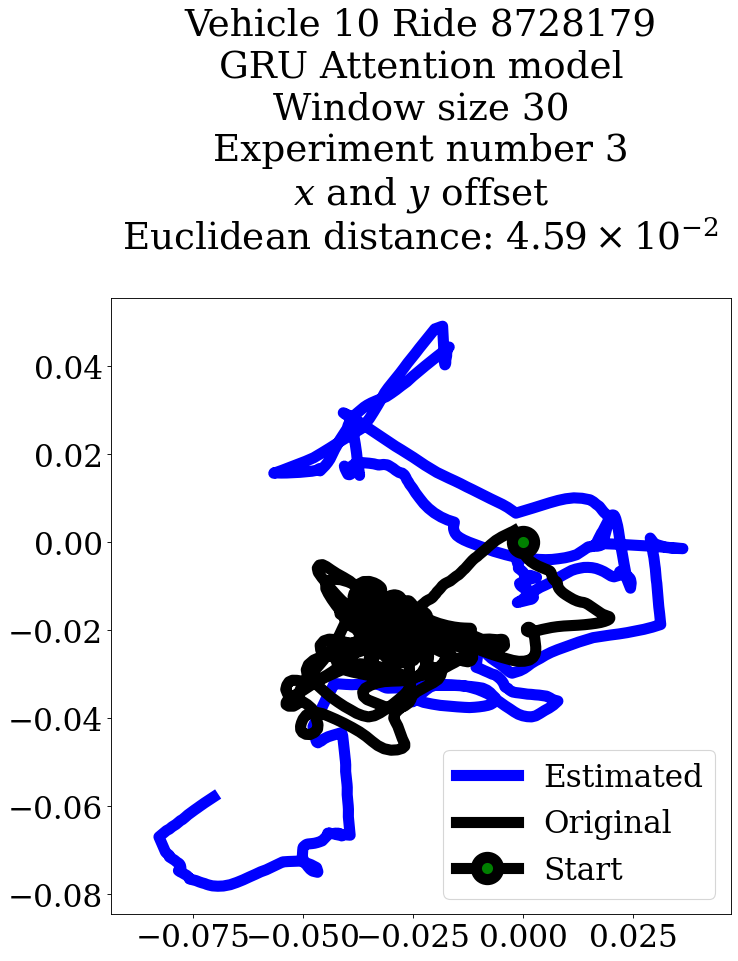 Vehicle 10 Ride 8728179
GRU Attention model
Window size 30
Experiment number 3
x and y offset
Euclidean distance: 4.59 × 10⁻²
0.04
0.02
0.00
−0.02
−0.04
−0.06
−0.08
Estimated
Original
Start
−0.075 −0.050 −0.025 0.000 0.025